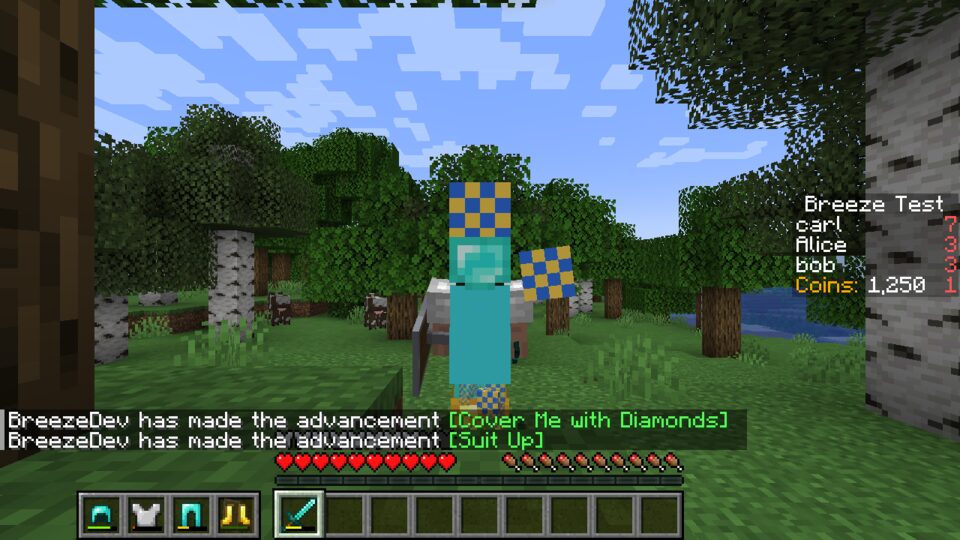 Breeze Test
carl 7
Alice 3
bob 3
Coins: 1,250 1
BreezeDev has made the advancement [Cover Me with Diamonds]
BreezeDev has made the advancement [Suit Up]